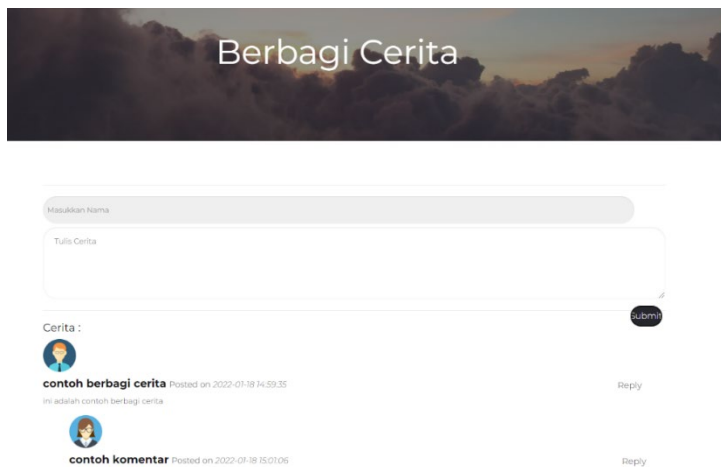 Berbagi Cerita
Masukkan Nama
Tulis Cerita
Submit
Cerita :
contoh berbagi cerita Posted on 2022-01-18 14:59:35 Reply
Ini adalah contoh berbagi cerita
contoh komentar Posted on 2022-01-18 15:01:06 Reply